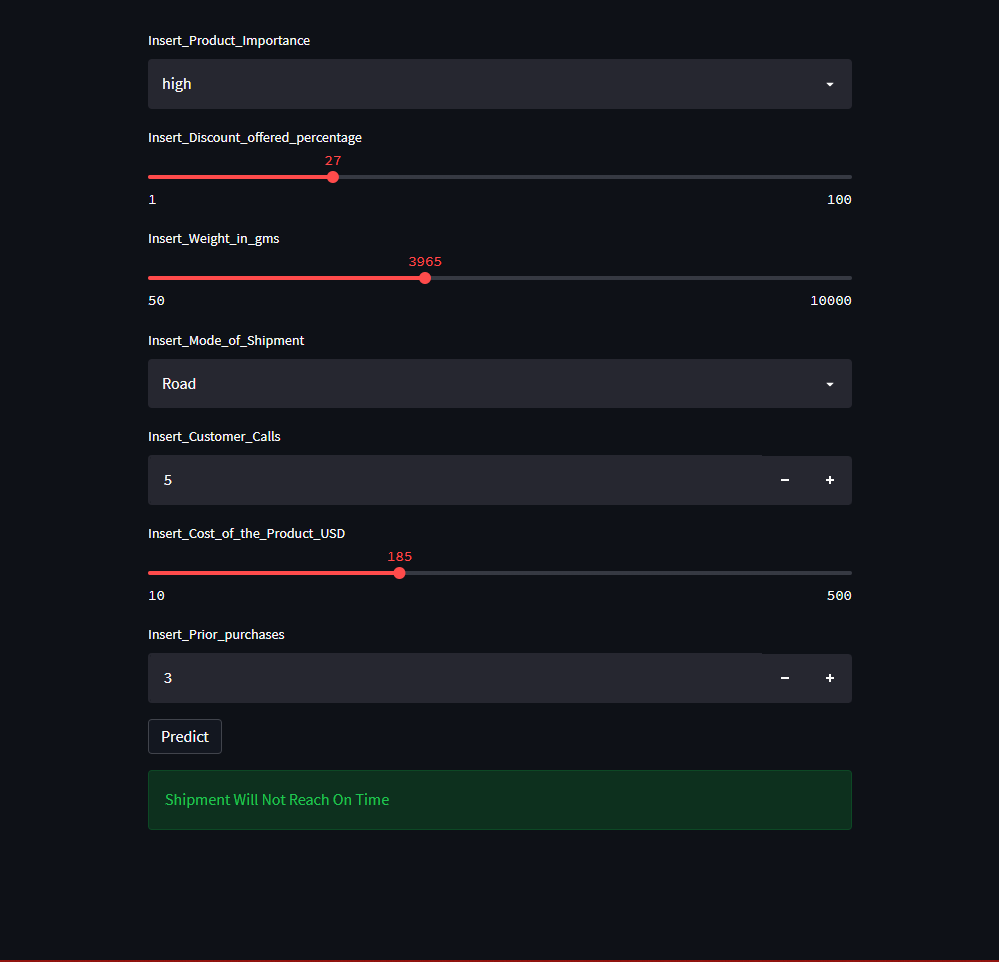 Insert_Product_Importance
high
Insert_Discount_offered_percentage
27
1 100
Insert_Weight_in_gms
3965
50 10000
Insert_Mode_of_Shipment
Road
Insert_Customer_Calls
5 − +
Insert_Cost_of_the_Product_USD
185
10 500
Insert_Prior_purchases
3 − +
Predict
Shipment Will Not Reach On Time